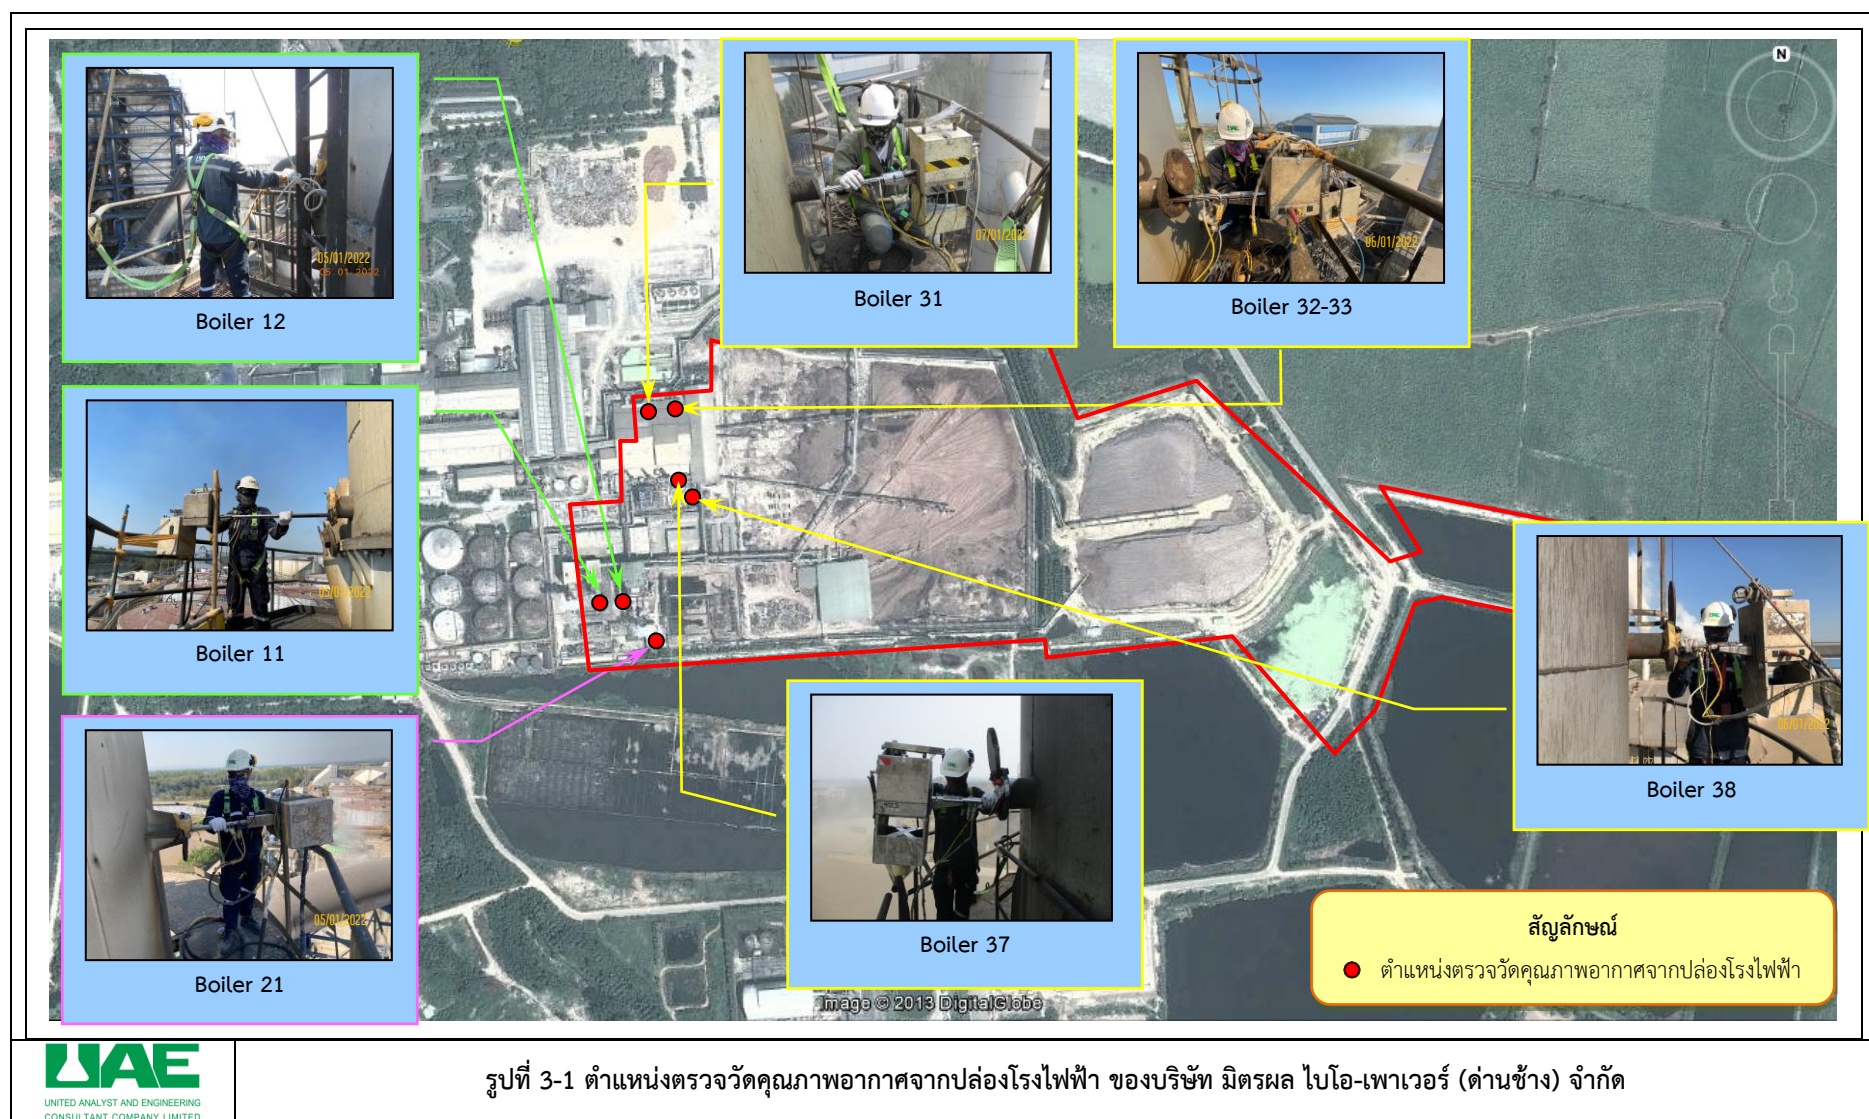 N
05/01/2022
05 01 2022
Boiler 12
07/01/2022
Boiler 31
UAE
06/01/2022
Boiler 32-33
05/01/2022
Boiler 11
06/01/2022
Boiler 38
05/01/2022
Boiler 21
Boiler 37
สัญลักษณ์
ตำแหน่งตรวจวัดคุณภาพอากาศจากปล่องโรงไฟฟ้า
Image © 2013 DigitalGlobe
UAE
UNITED ANALYST AND ENGINEERING
CONSULTANT COMPANY LIMITED
รูปที่ 3-1 ตำแหน่งตรวจวัดคุณภาพอากาศจากปล่องโรงไฟฟ้า ของบริษัท มิตรผล ไบโอ-เพาเวอร์ (ด่านช้าง) จำกัด